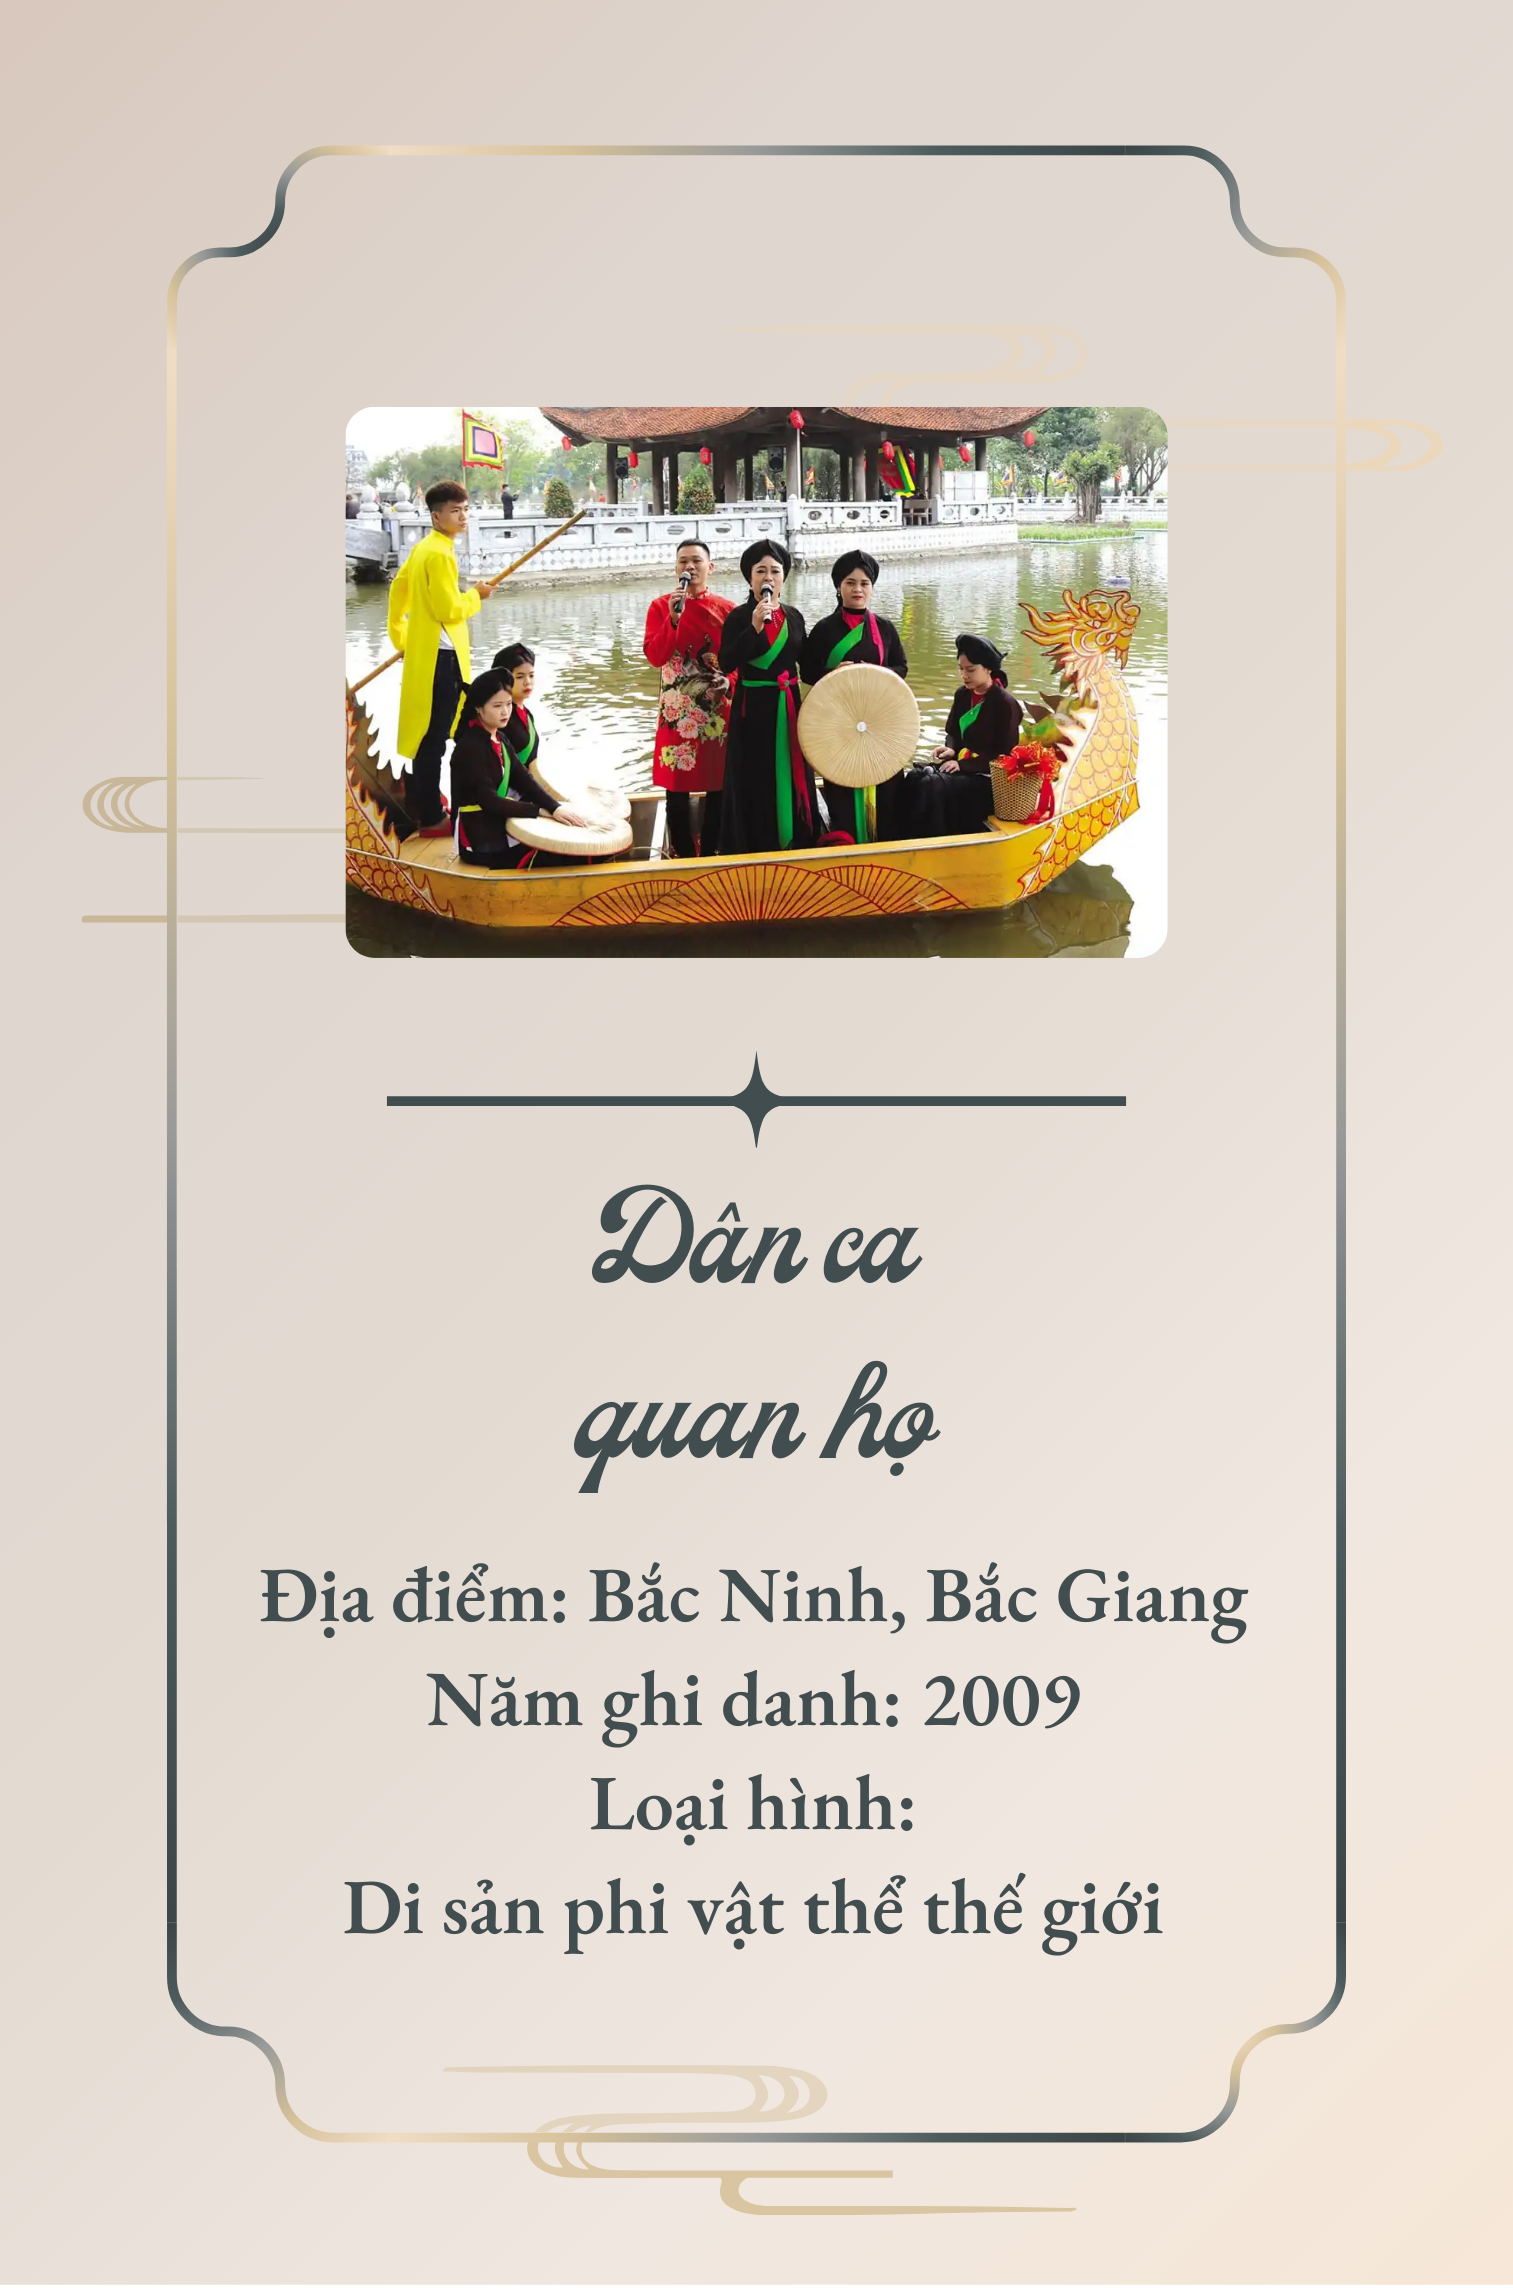 Dân ca
quan họ
Địa điểm: Bắc Ninh, Bắc Giang
Năm ghi danh: 2009
Loại hình:
Di sản phi vật thể thế giới